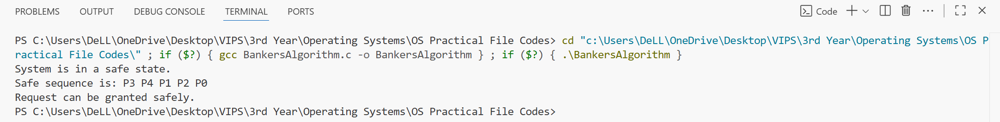 PROBLEMS OUTPUT DEBUG CONSOLE TERMINAL PORTS Code
PS C:\Users\DeLL\OneDrive\Desktop\VIPS\3rd Year\Operating Systems\OS Practical File Codes> cd "c:\Users\DeLL\OneDrive\Desktop\VIPS\3rd Year\Operating Systems\OS P
ractical File Codes\" ; if ($?) { gcc BankersAlgorithm.c -o BankersAlgorithm } ; if ($?) { .\BankersAlgorithm }
System is in a safe state.
Safe sequence is: P3 P4 P1 P2 P0
Request can be granted safely.
PS C:\Users\DeLL\OneDrive\Desktop\VIPS\3rd Year\Operating Systems\OS Practical File Codes>